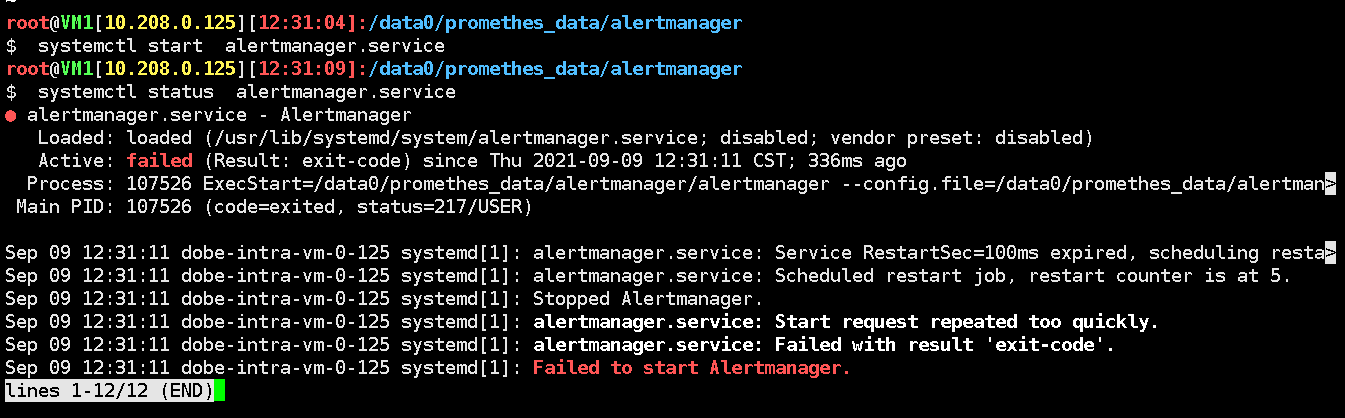 ~
root@VM1[10.208.0.125][12:31:04]:/data0/promethes_data/alertmanager
$  systemctl start  alertmanager.service
root@VM1[10.208.0.125][12:31:09]:/data0/promethes_data/alertmanager
$  systemctl status  alertmanager.service
● alertmanager.service - Alertmanager
   Loaded: loaded (/usr/lib/systemd/system/alertmanager.service; disabled; vendor preset: disabled)
   Active: failed (Result: exit-code) since Thu 2021-09-09 12:31:11 CST; 336ms ago
  Process: 107526 ExecStart=/data0/promethes_data/alertmanager/alertmanager --config.file=/data0/promethes_data/alertman>
 Main PID: 107526 (code=exited, status=217/USER)

Sep 09 12:31:11 dobe-intra-vm-0-125 systemd[1]: alertmanager.service: Service RestartSec=100ms expired, scheduling resta>
Sep 09 12:31:11 dobe-intra-vm-0-125 systemd[1]: alertmanager.service: Scheduled restart job, restart counter is at 5.
Sep 09 12:31:11 dobe-intra-vm-0-125 systemd[1]: Stopped Alertmanager.
Sep 09 12:31:11 dobe-intra-vm-0-125 systemd[1]: alertmanager.service: Start request repeated too quickly.
Sep 09 12:31:11 dobe-intra-vm-0-125 systemd[1]: alertmanager.service: Failed with result 'exit-code'.
Sep 09 12:31:11 dobe-intra-vm-0-125 systemd[1]: Failed to start Alertmanager.
lines 1-12/12 (END)